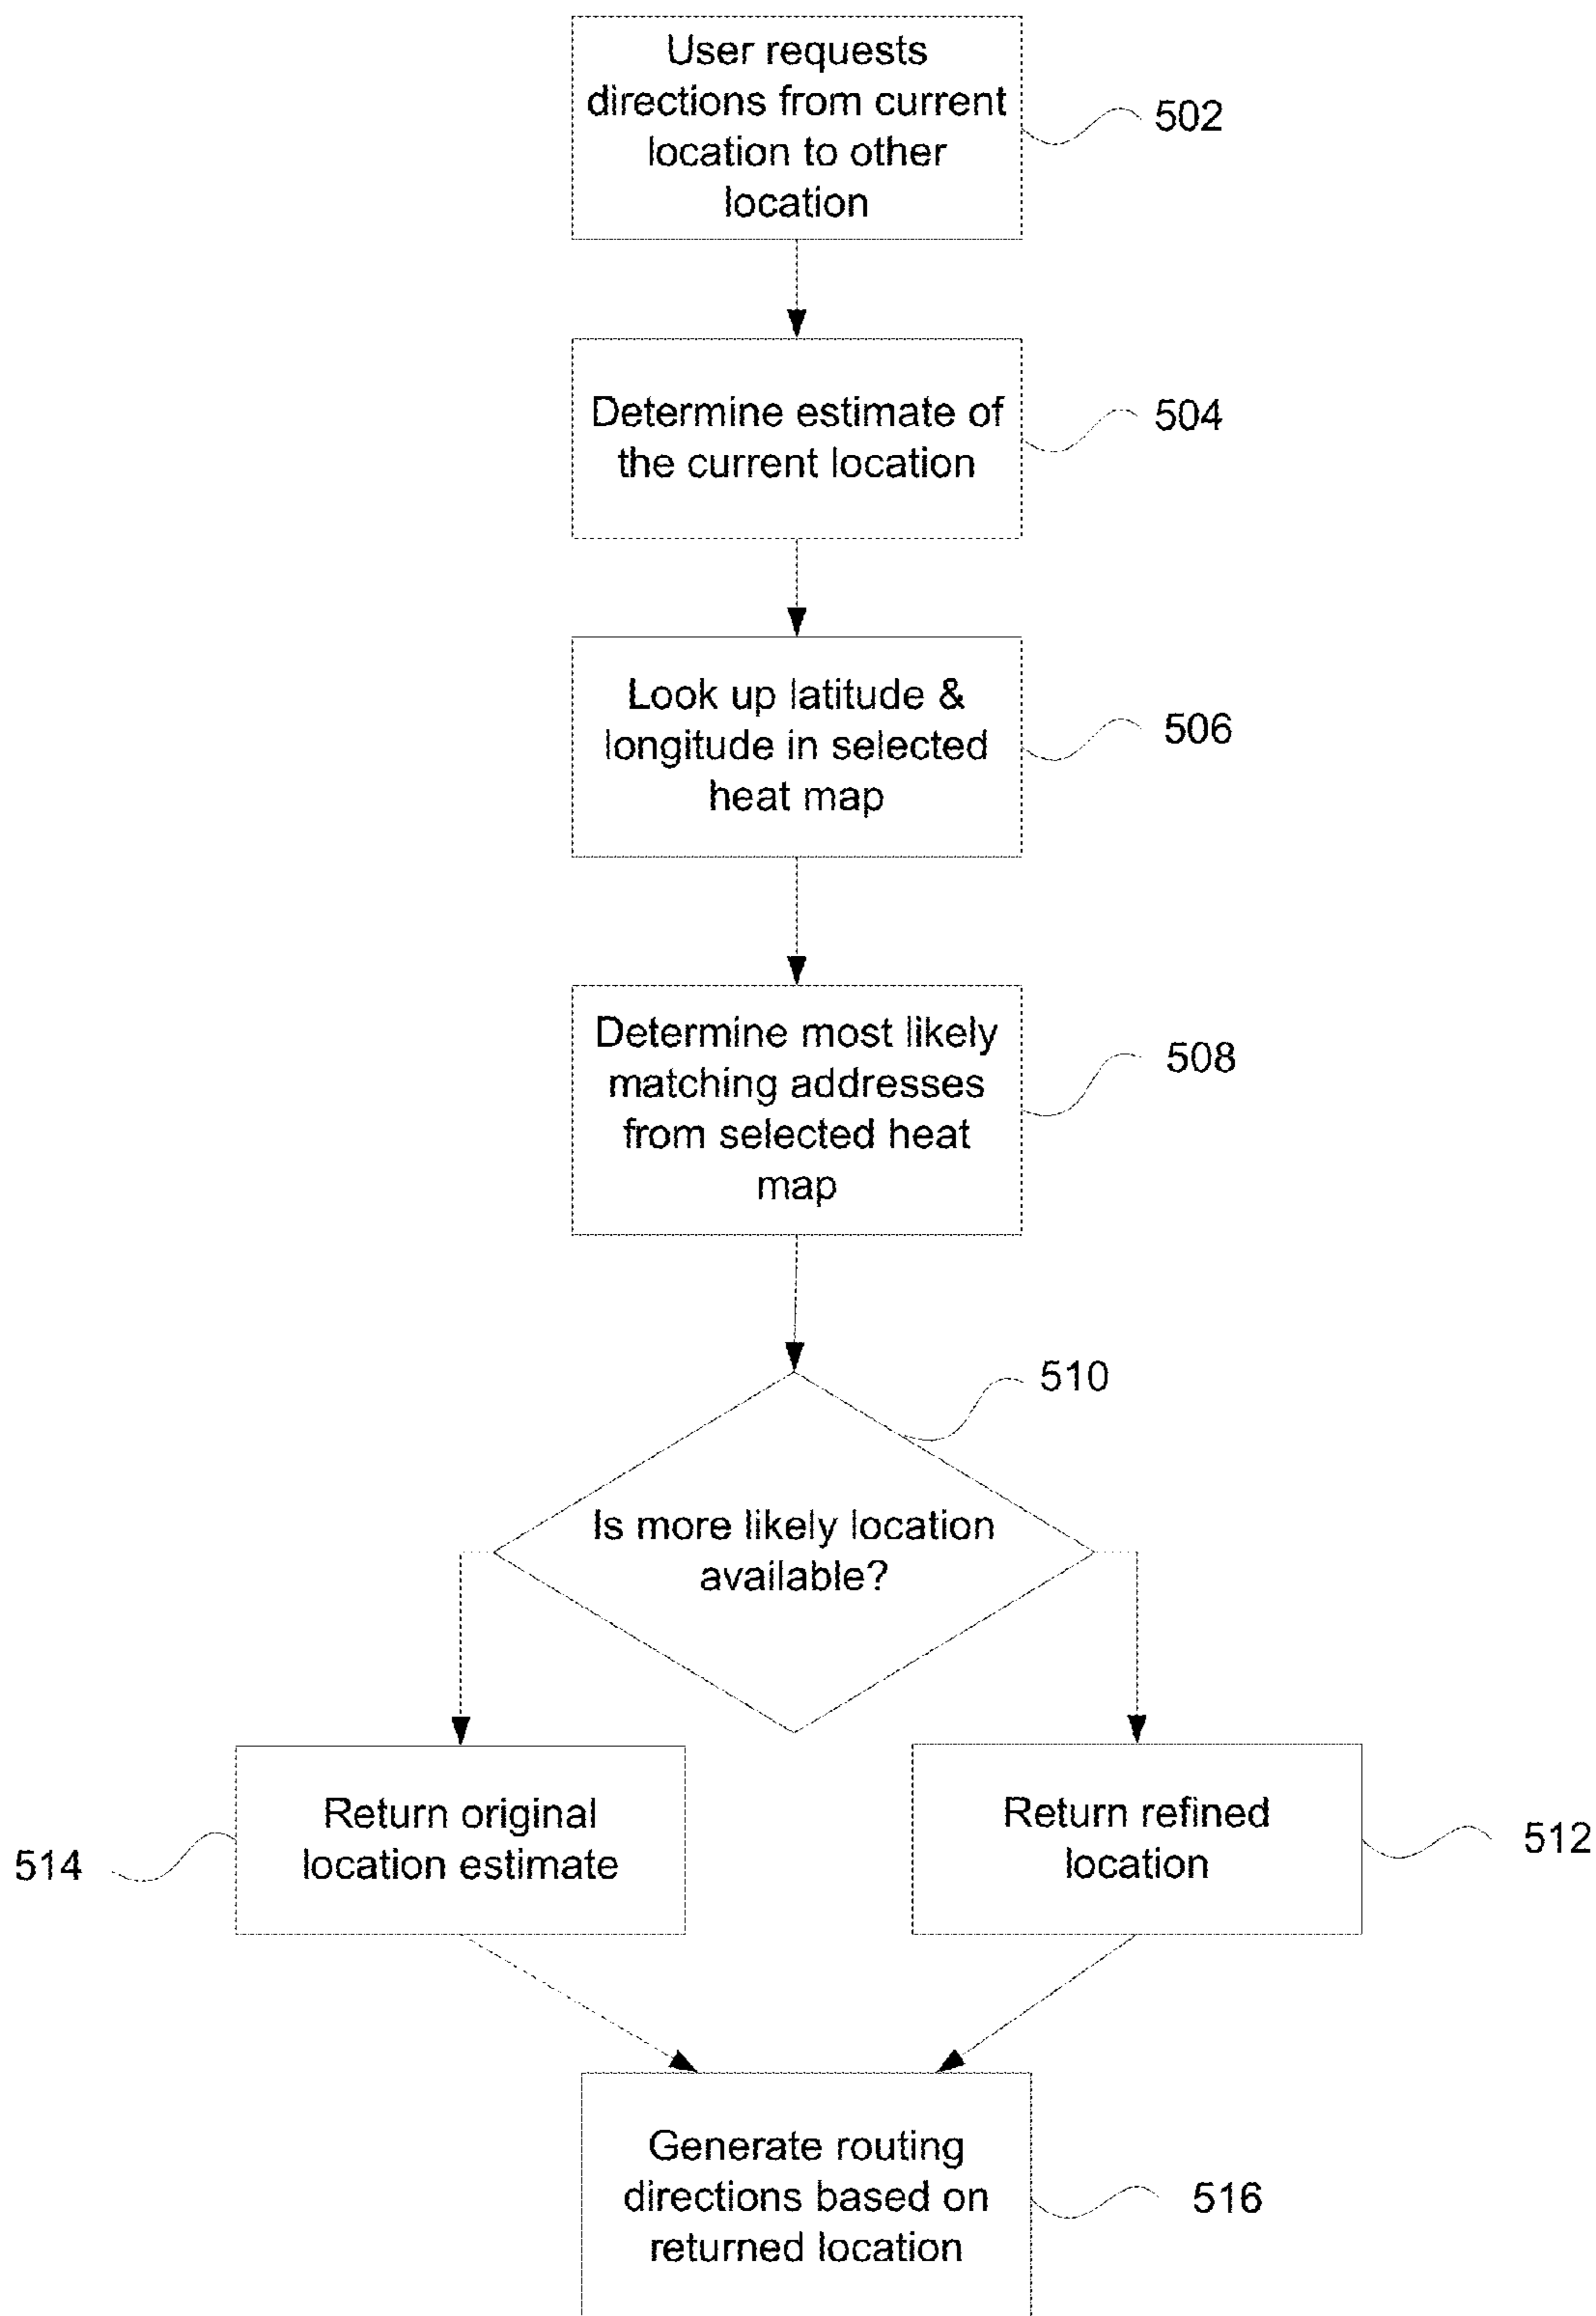 User requests
directions from current
location to other
location
502
Determine estimate of
the current location
504
Look up latitude &
longitude in selected
heat map
506
Determine most likely
matching addresses
from selected heat
map
508
510
Is more likely location
available?
Return original
location estimate
514
Return refined
location
512
Generate routing
directions based on
returned location
516